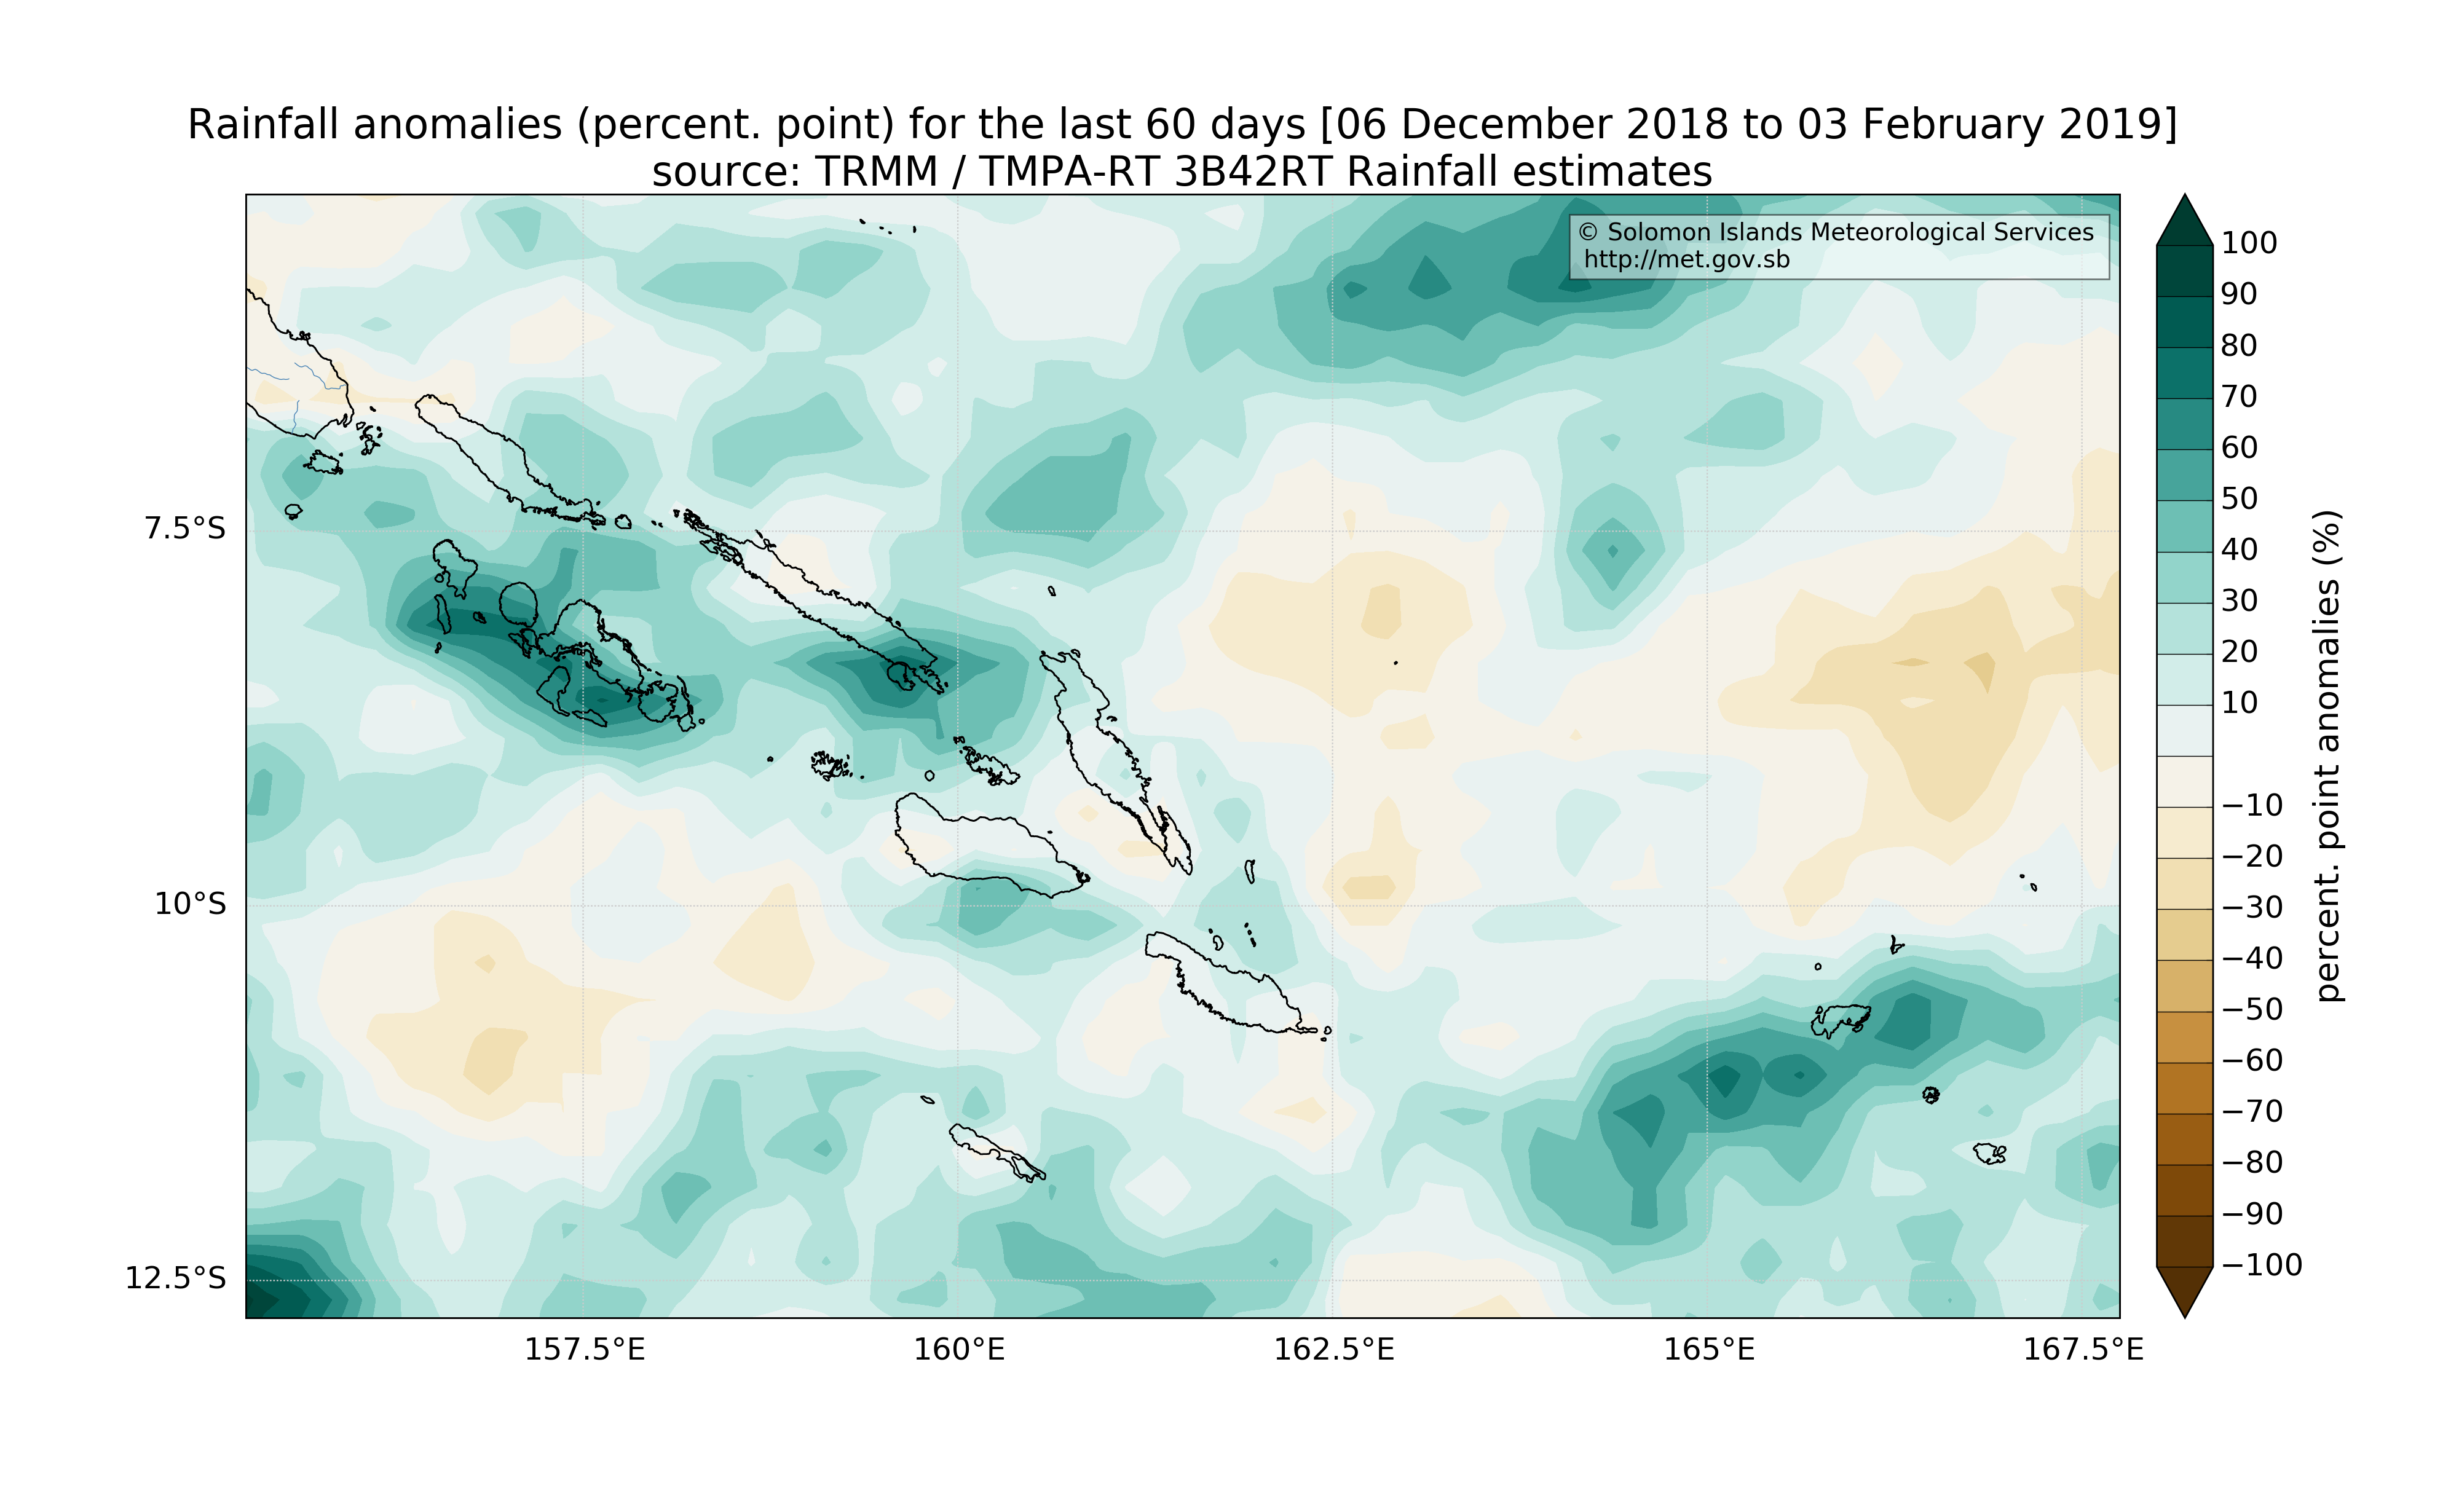 Rainfall anomalies (percent. point) for the last 60 days [06 December 2018 to 03 February 2019]
source: TRMM / TMPA-RT 3B42RT Rainfall estimates
© Solomon Islands Meteorological Services
http://met.gov.sb
7.5°S
10°S
12.5°S
157.5°E
160°E
162.5°E
165°E
167.5°E
100
90
80
70
60
50
40
30
20
10
−10
−20
−30
−40
−50
−60
−70
−80
−90
−100
percent. point anomalies (%)